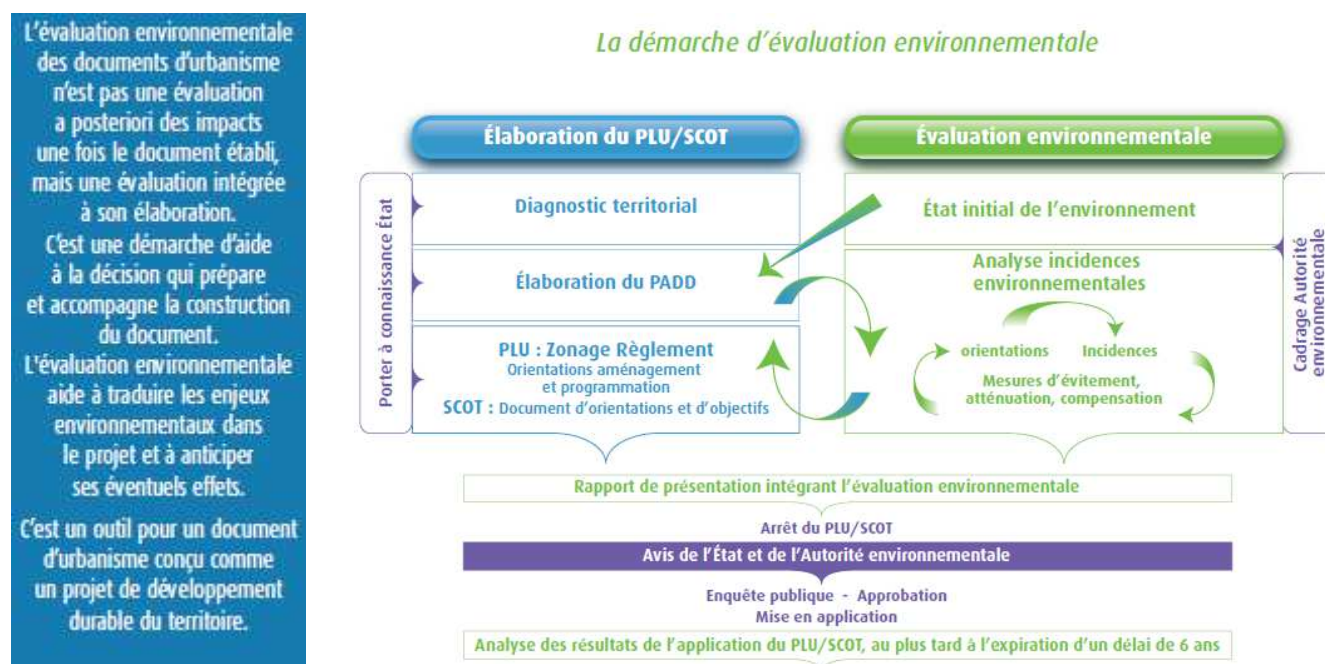 L'évaluation environnementale
des documents d'urbanisme
n'est pas une évaluation
a posteriori des impacts
une fois le document établi,
mais une évaluation intégrée
à son élaboration.
C'est une démarche d'aide
à la décision qui prépare
et accompagne la construction
du document.
L'évaluation environnementale
aide à traduire les enjeux
environnementaux dans
le projet et à anticiper
ses éventuels effets.
C'est un outil pour un document
d'urbanisme conçu comme
un projet de développement
durable du territoire.
La démarche d'évaluation environnementale
Élaboration du PLU/SCOT
Évaluation environnementale
Porter à connaissance État
Diagnostic territorial
Élaboration du PADD
PLU : Zonage Règlement
Orientations aménagement
et programmation
SCOT : Document d'orientations et d'objectifs
État initial de l'environnement
Analyse incidences
environnementales
orientations
Incidences
Mesures d'évitement,
atténuation, compensation
Cadrage Autorité
environnementale
Rapport de présentation intégrant l'évaluation environnementale
Arrêt du PLU/SCOT
Avis de l'État et de l'Autorité environnementale
Enquête publique - Approbation
Mise en application
Analyse des résultats de l'application du PLU/SCOT, au plus tard à l'expiration d'un délai de 6 ans